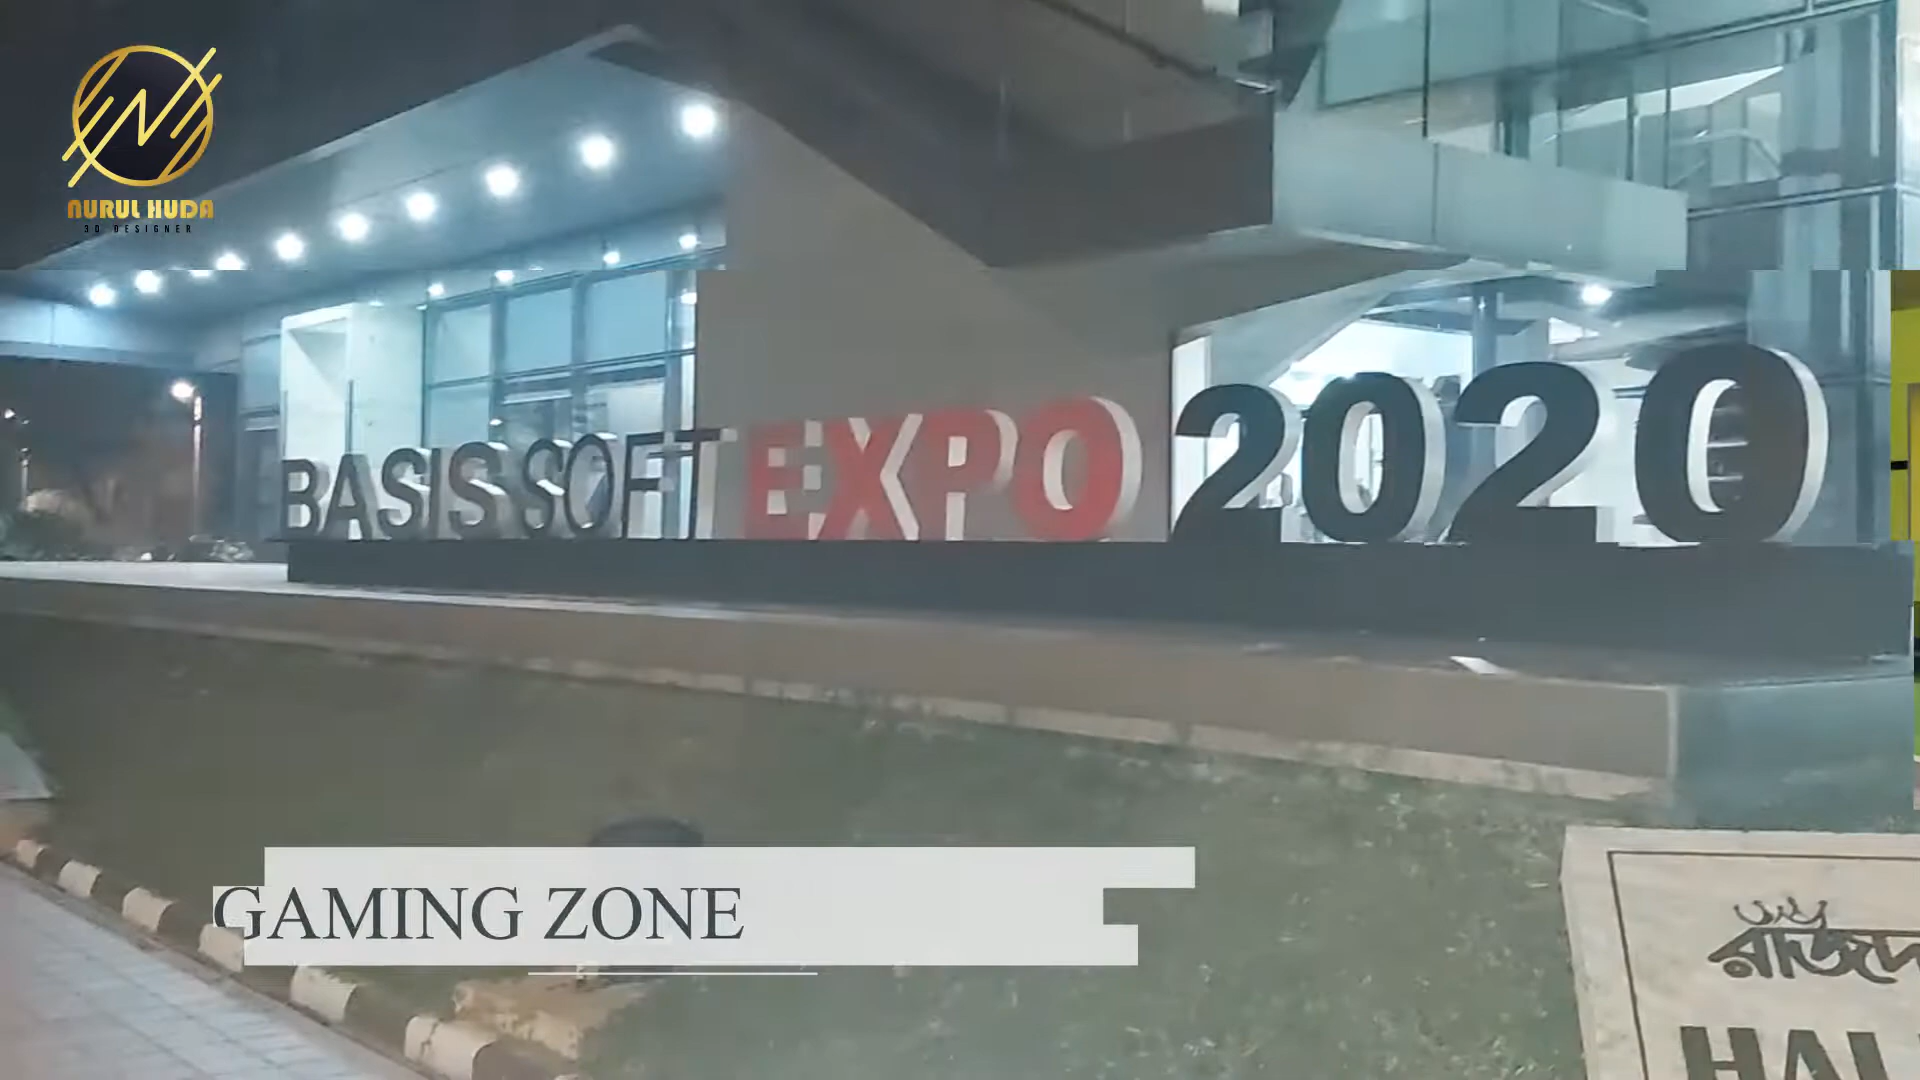 NURUL HUDA
3D DESIGNER
BASIS SOFT EXPO 2020
GAMING ZONE